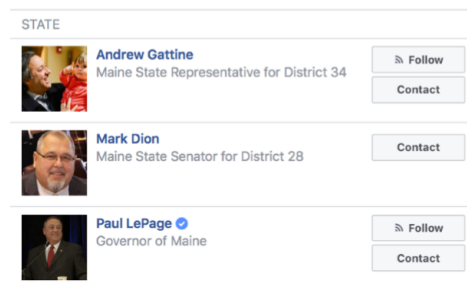 STATE
Andrew Gattine
Maine State Representative for District 34
Follow
Contact
Mark Dion
Maine State Senator for District 28
Contact
Paul LePage
Governor of Maine
Follow
Contact